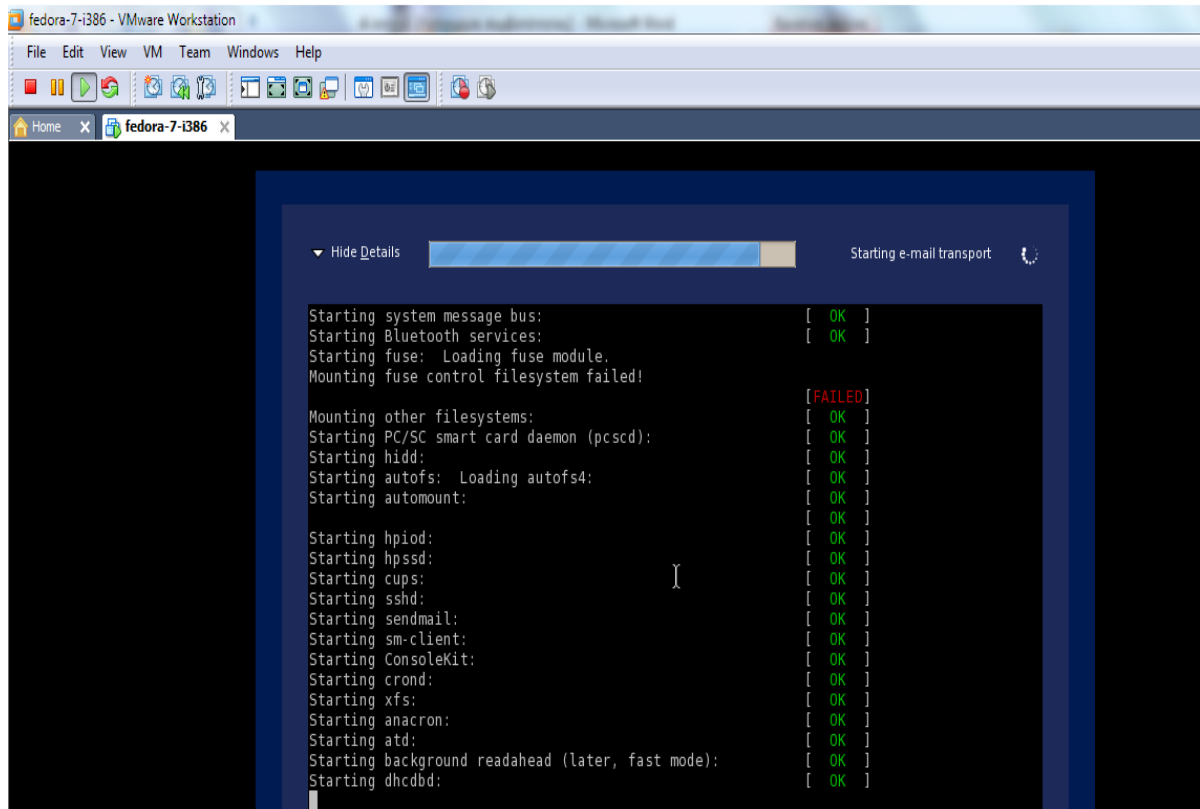 fedora-7-i386 - VMware Workstation
File Edit View VM Team Windows Help
Home fedora-7-i386
Hide Details Starting e-mail transport
Starting system message bus: [ OK ]
Starting Bluetooth services: [ OK ]
Starting fuse: Loading fuse module.
Mounting fuse control filesystem failed!
[FAILED]
Mounting other filesystems: [ OK ]
Starting PC/SC smart card daemon (pcscd): [ OK ]
Starting hidd: [ OK ]
Starting autofs: Loading autofs4: [ OK ]
Starting automount: [ OK ]
[ OK ]
Starting hpiod: [ OK ]
Starting hpssd: [ OK ]
Starting cups: [ OK ]
Starting sshd: [ OK ]
Starting sendmail: [ OK ]
Starting sm-client: [ OK ]
Starting ConsoleKit: [ OK ]
Starting crond: [ OK ]
Starting xfs: [ OK ]
Starting anacron: [ OK ]
Starting atd: [ OK ]
Starting background readahead (later, fast mode): [ OK ]
Starting dhcdbd: [ OK ]